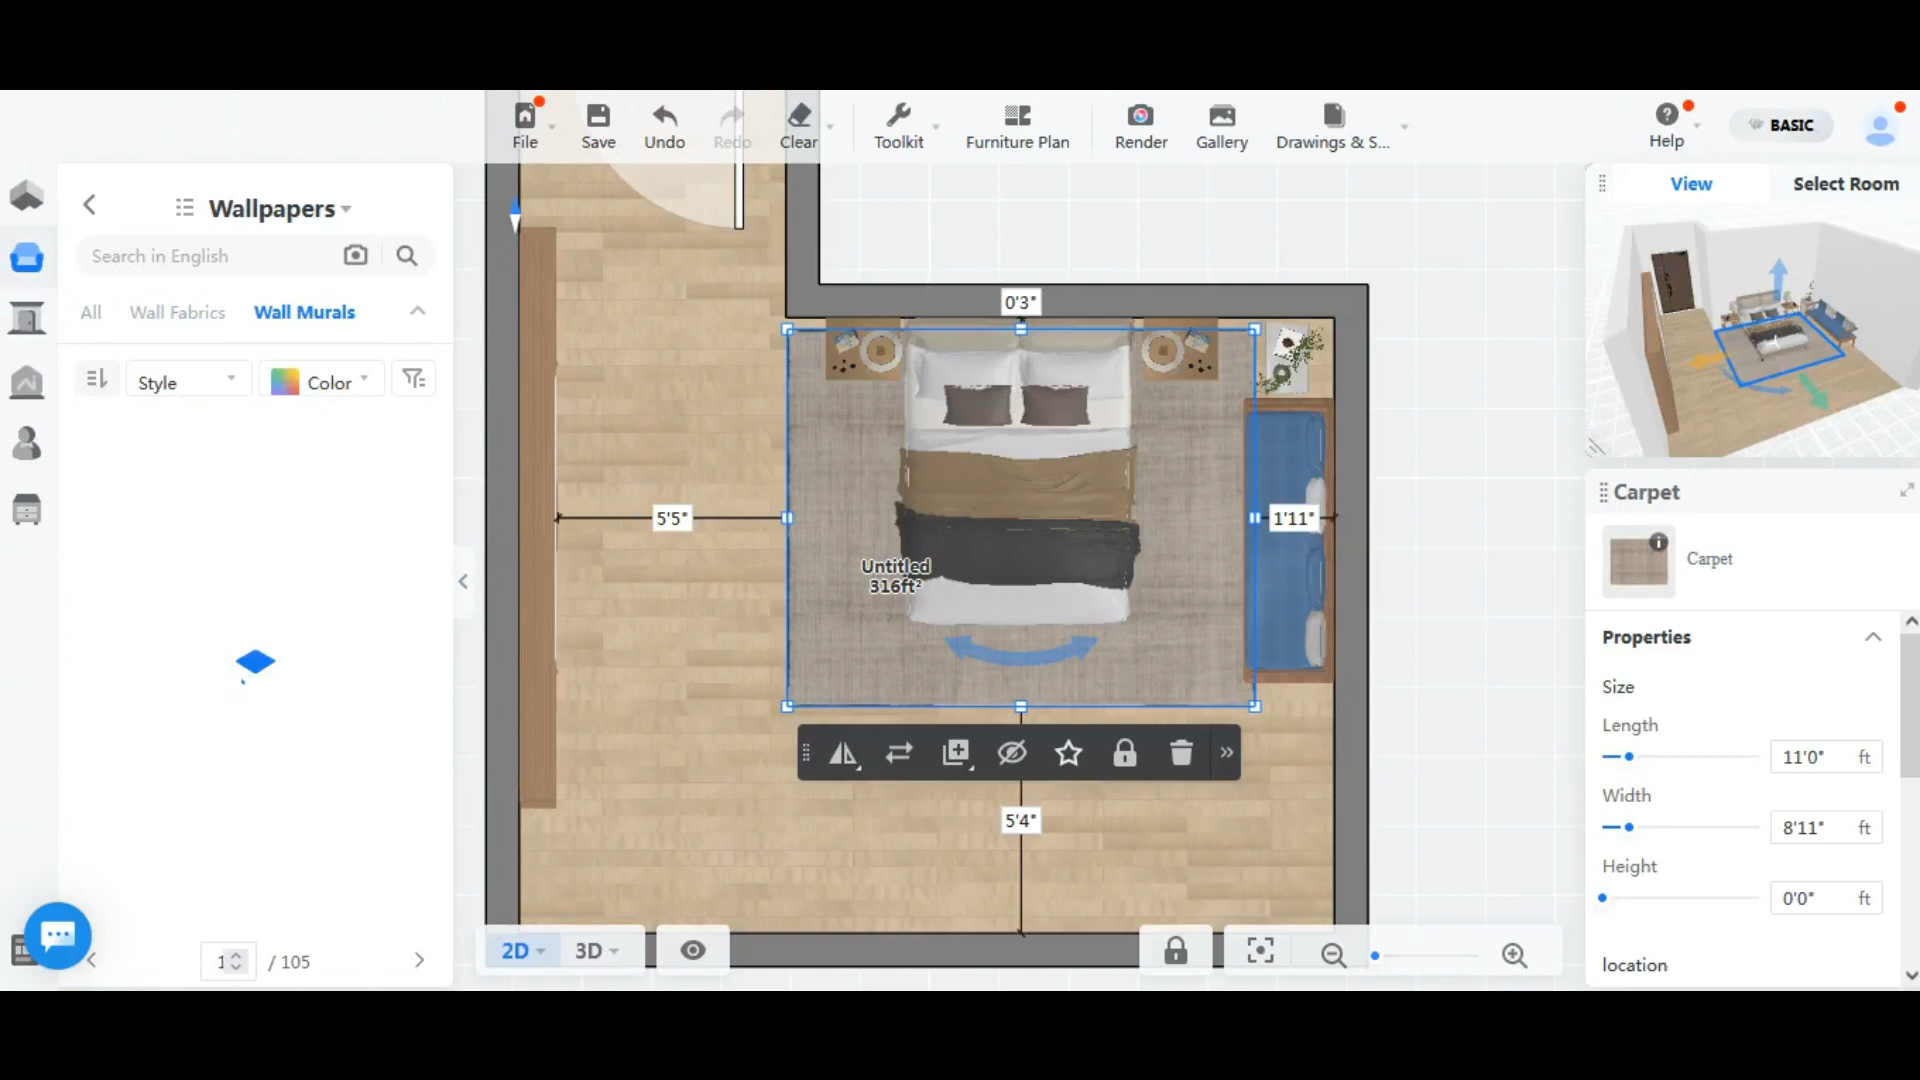 File
Save
Undo
Redo
Clear
Toolkit
Furniture Plan
Render
Gallery
Drawings & S...
Help
BASIC
Wallpapers
Search in English
All
Wall Fabrics
Wall Murals
Style
Color
1
/ 105
0'3"
5'5"
1'11"
Untitled
316ft²
5'4"
2D
3D
View
Select Room
Carpet
Carpet
Properties
Size
Length
11'0" ft
Width
8'11" ft
Height
0'0" ft
location